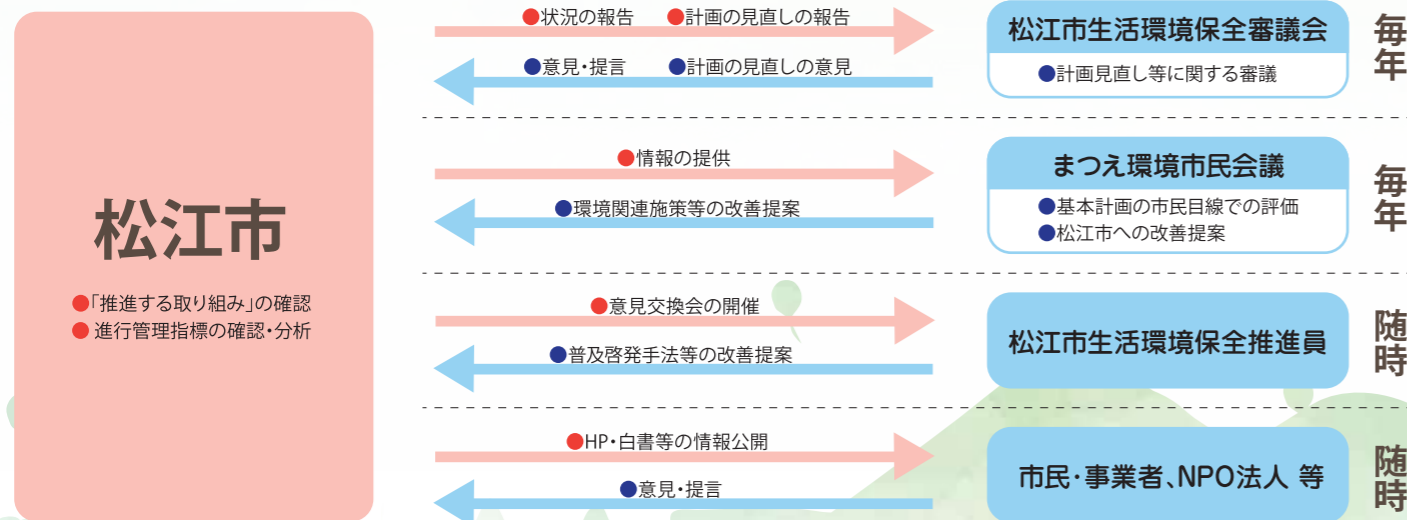 松江市
●「推進する取り組み」の確認
●進行管理指標の確認・分析
●状況の報告 ●計画の見直しの報告
●意見・提言 ●計画の見直しの意見
松江市生活環境保全審議会
●計画見直し等に関する審議
毎年
●情報の提供
●環境関連施策等の改善提案
まつえ環境市民会議
●基本計画の市民目線での評価
●松江市への改善提案
毎年
●意見交換会の開催
●普及啓発手法等の改善提案
松江市生活環境保全推進員
随時
●HP・白書等の情報公開
●意見・提言
市民・事業者、NPO法人 等
随時